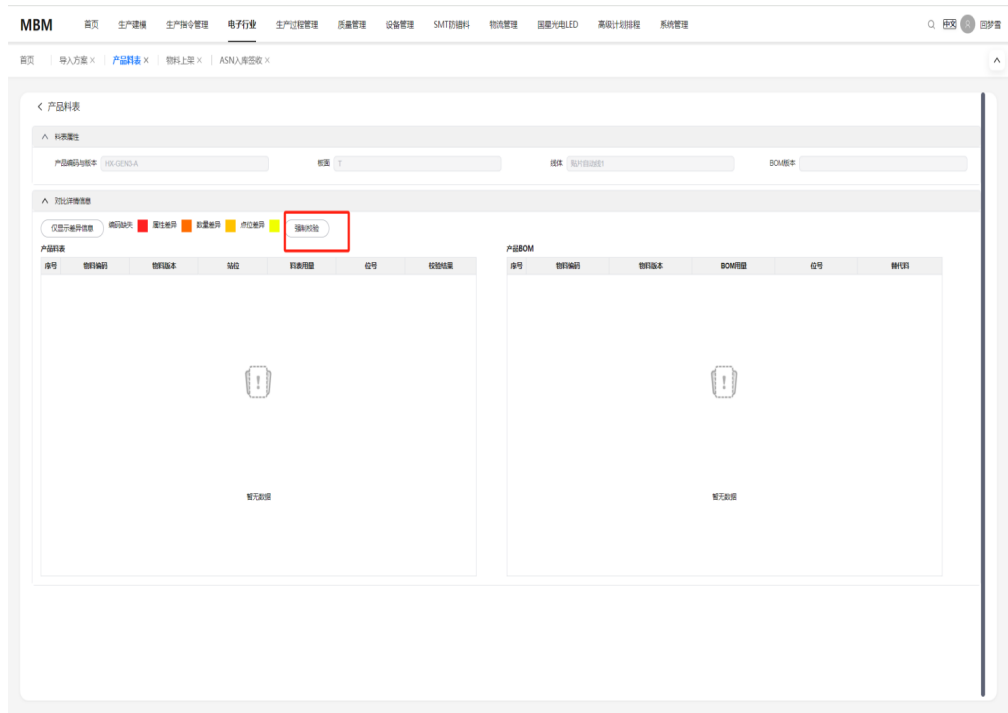 MBM 首页 生产建模 生产指令管理 电子行业 生产过程管理 质量管理 设备管理 SMT防错料 物流管理 国星光电LED 高级计划排程 系统管理 中文 回梦雪
首页 导入方案 × 产品料表 × 物料上架 × ASN入库签收 ×
产品料表
料表属性
产品编码与版本 HX-GEN0-A 板面 T 线体 贴片自动线1 BOM版本
对比详情信息
仅显示差异信息 编码缺失 属性差异 数量差异 点位差异 强制校验
产品料表 产品BOM
序号 物料编码 物料版本 站位 料表用量 位号 校验结果 序号 物料编码 物料版本 BOM用量 位号 替代料
暂无数据 暂无数据